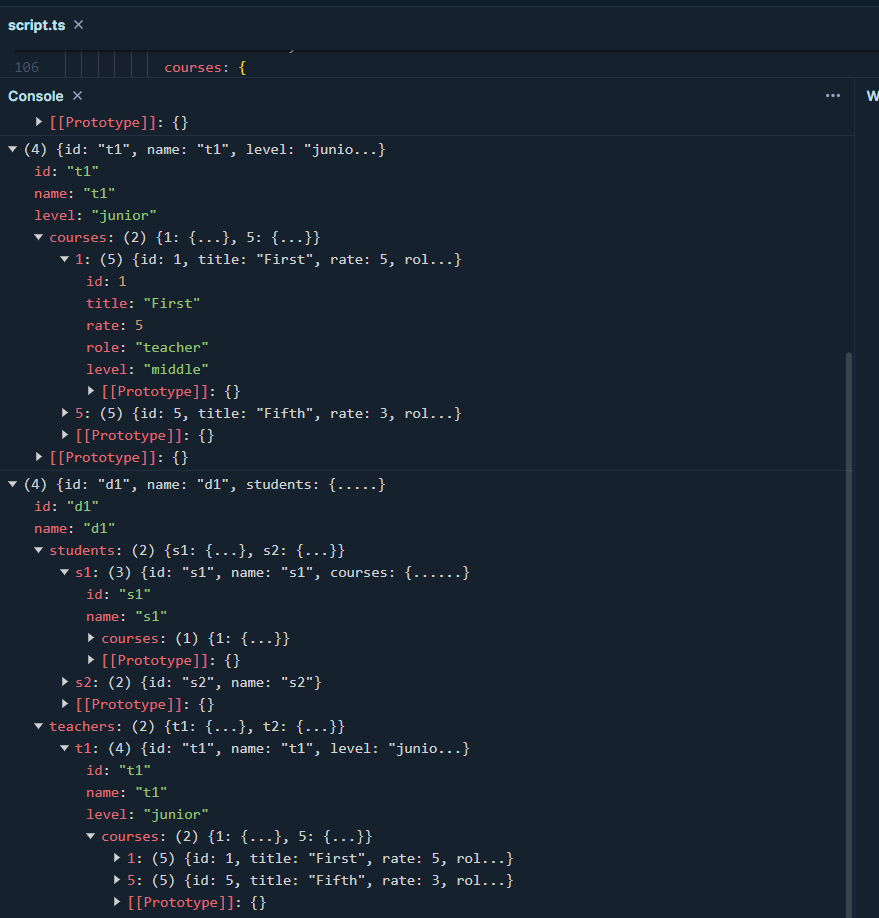 script.ts ×
106 courses: {
Console × ··· W
▶ [[Prototype]]: {}
▼ (4) {id: "t1", name: "t1", level: "junio...}
id: "t1"
name: "t1"
level: "junior"
▼ courses: (2) {1: {...}, 5: {...}}
▼ 1: (5) {id: 1, title: "First", rate: 5, rol...}
id: 1
title: "First"
rate: 5
role: "teacher"
level: "middle"
▶ [[Prototype]]: {}
▶ 5: (5) {id: 5, title: "Fifth", rate: 3, rol...}
▶ [[Prototype]]: {}
▶ [[Prototype]]: {}
▼ (4) {id: "d1", name: "d1", students: {.....}
id: "d1"
name: "d1"
▼ students: (2) {s1: {...}, s2: {...}}
▼ s1: (3) {id: "s1", name: "s1", courses: {......}
id: "s1"
name: "s1"
▶ courses: (1) {1: {...}}
▶ [[Prototype]]: {}
▶ s2: (2) {id: "s2", name: "s2"}
▶ [[Prototype]]: {}
▼ teachers: (2) {t1: {...}, t2: {...}}
▼ t1: (4) {id: "t1", name: "t1", level: "junio...}
id: "t1"
name: "t1"
level: "junior"
▼ courses: (2) {1: {...}, 5: {...}}
▶ 1: (5) {id: 1, title: "First", rate: 5, rol...}
▶ 5: (5) {id: 5, title: "Fifth", rate: 3, rol...}
▶ [[Prototype]]: {}